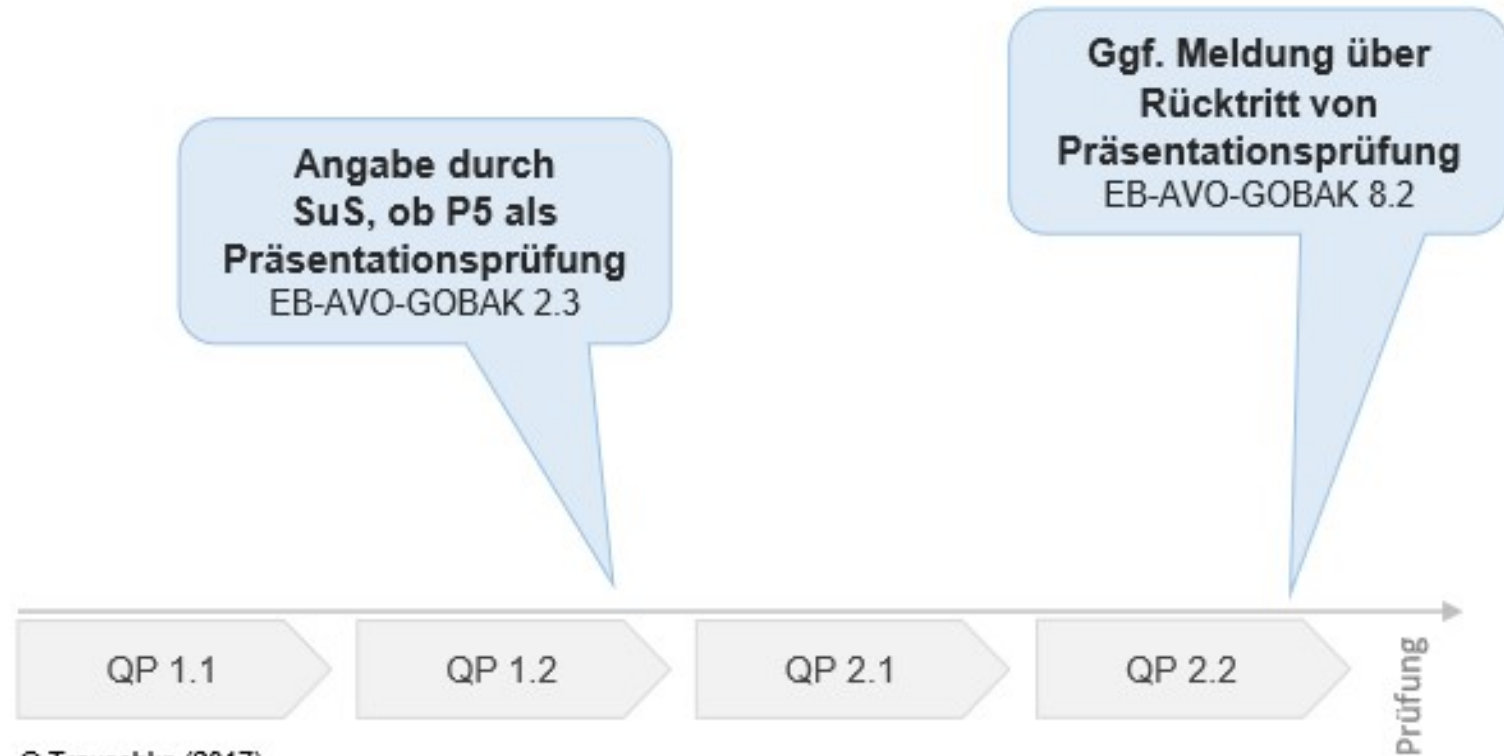 Ggf. Meldung über
Rücktritt von
Präsentationsprüfung
EB-AVO-GOBAK 8.2
Angabe durch
SuS, ob P5 als
Präsentationsprüfung
EB-AVO-GOBAK 2.3
QP 1.1
QP 1.2
QP 2.1
QP 2.2
Prüfung
(2017)